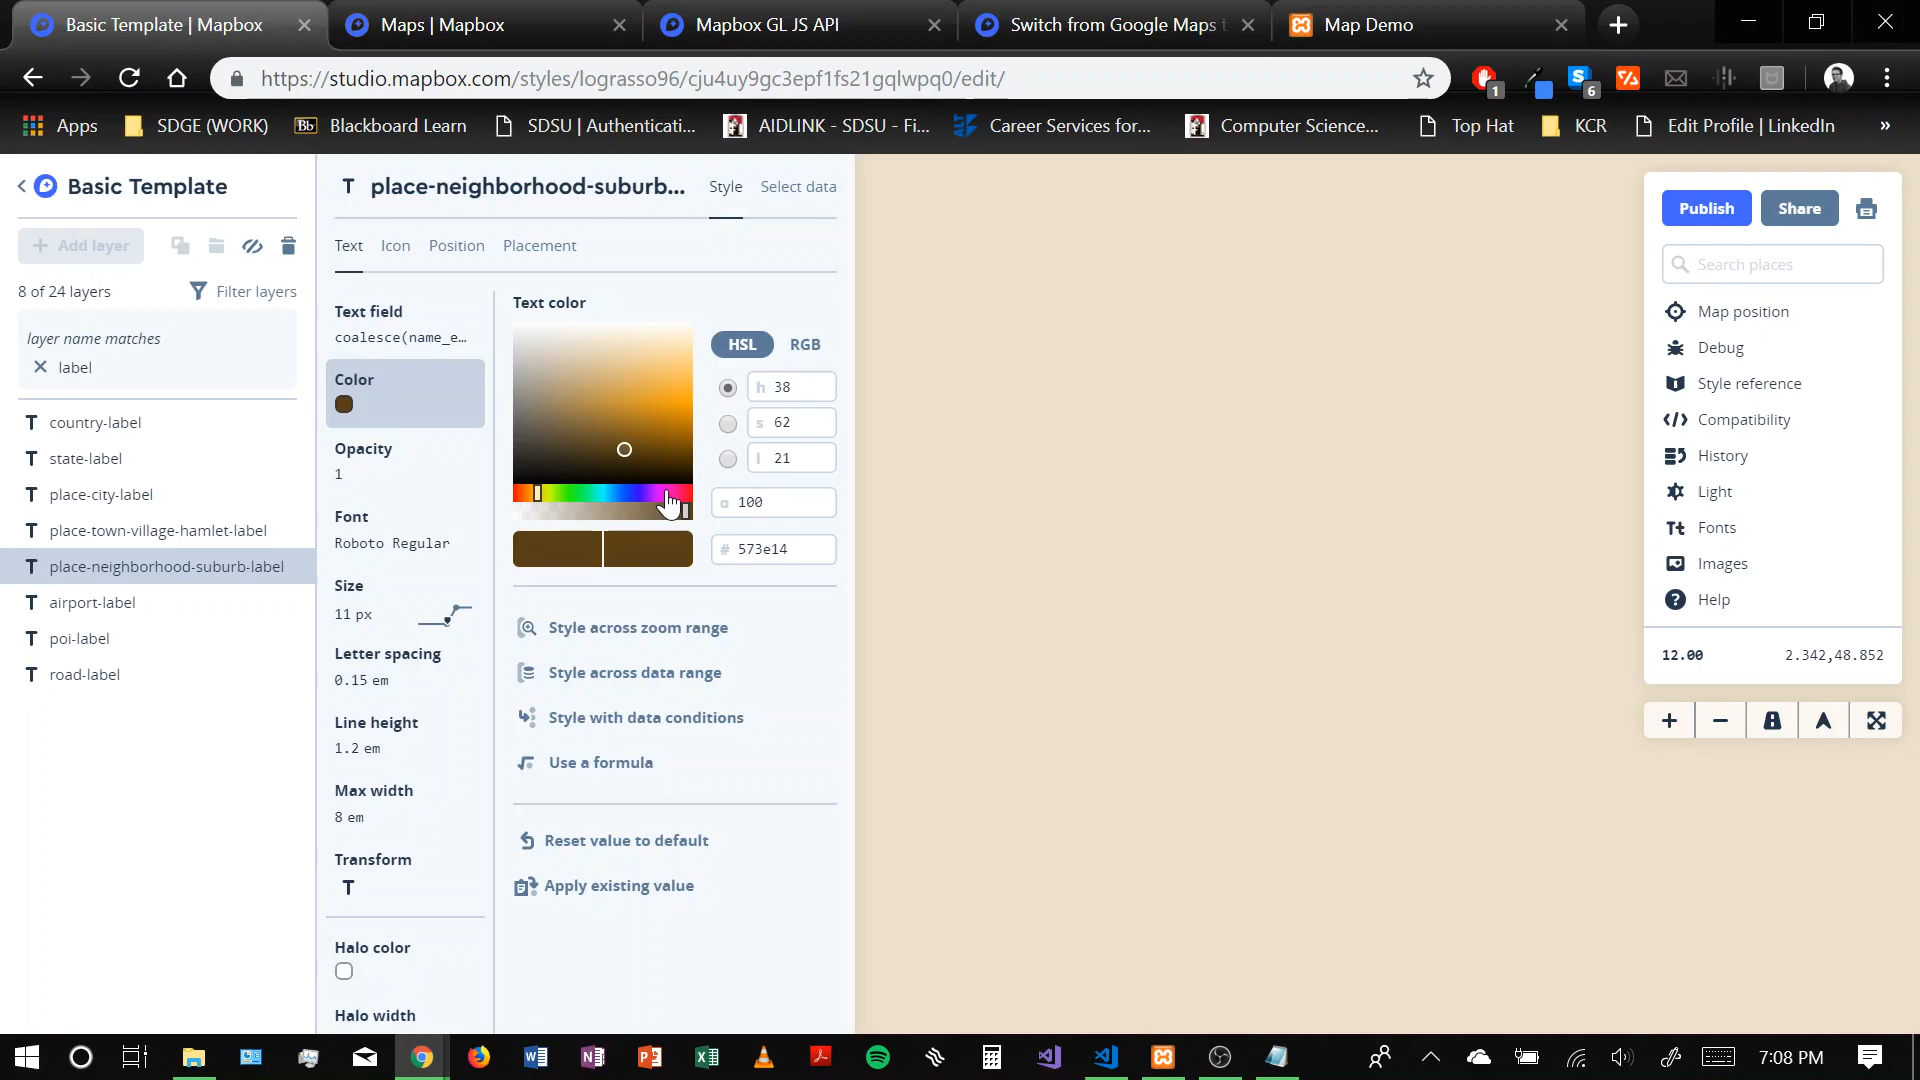 Basic Template | Mapbox
Maps | Mapbox
Mapbox GL JS API
Switch from Google Maps t
Map Demo
https://studio.mapbox.com/styles/lograsso96/cju4uy9gc3epf1fs21gqlwpq0/edit/
1
6
Apps
SDGE (WORK)
Bb Blackboard Learn
SDSU | Authenticati...
AIDLINK - SDSU - Fi...
Career Services for...
Computer Science...
Top Hat
KCR
Edit Profile | LinkedIn
»
Basic Template
Add layer
8 of 24 layers
Filter layers
layer name matches
label
country-label
state-label
place-city-label
place-town-village-hamlet-label
place-neighborhood-suburb-label
airport-label
poi-label
road-label
place-neighborhood-suburb...
Style
Select data
Text
Icon
Position
Placement
Text field
coalesce(name_e…
Color
Opacity
1
Font
Roboto Regular
Size
11 px
Letter spacing
0.15 em
Line height
1.2 em
Max width
8 em
Transform
T
Halo color
Halo width
Text color
HSL
RGB
h 38
s 62
l 21
α 100
# 573e14
Style across zoom range
Style across data range
Style with data conditions
Use a formula
Reset value to default
Apply existing value
Publish
Share
Search places
Map position
Debug
Style reference
Compatibility
History
Light
Tt Fonts
Images
Help
12.00
2.342,48.852
7:08 PM